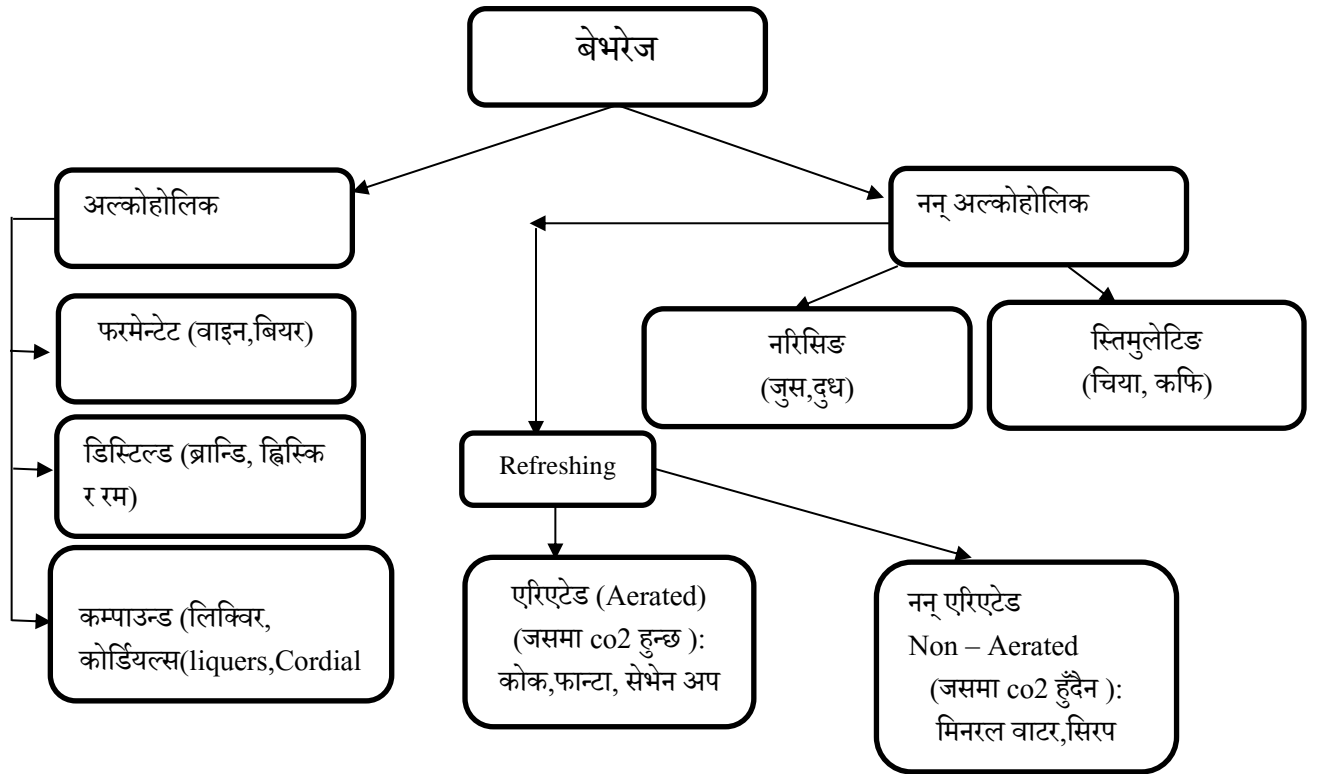 बेभरेज
अल्कोहोलिक
नन् अल्कोहोलिक
फरमेन्टेट (वाइन,बियर)
नरिसिङ
(जुस,दुध)
स्तिमुलेटिङ
(चिया, कफि)
डिस्टिल्ड (ब्रान्डि, ह्विस्कि
र रम)
Refreshing
कम्पाउन्ड (लिक्विर,
कोर्डियल्स(liquers,Cordial
एरिएटेड (Aerated)
(जसमा co2 हुन्छ ):
कोक,फान्टा, सेभेन अप
नन् एरिएटेड
Non – Aerated
(जसमा co2 हुँदैन ):
मिनरल वाटर,सिरप